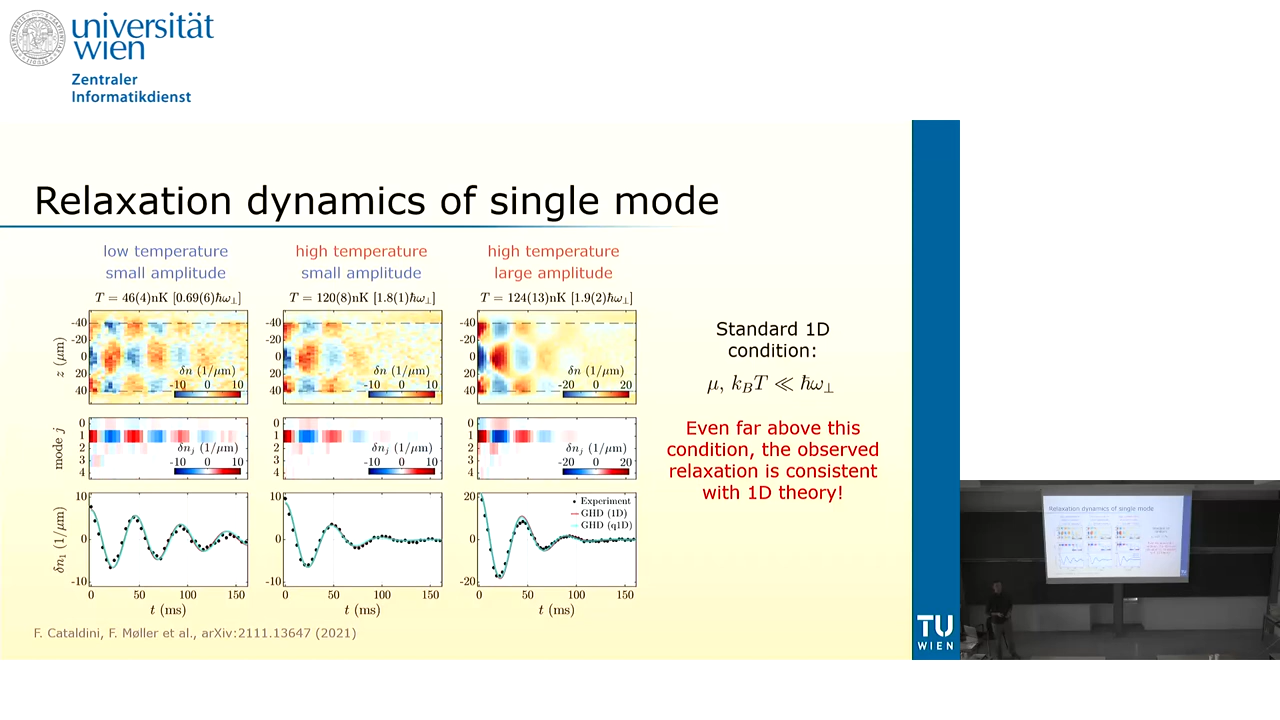 universität
wien
Zentraler
Informatikdienst
Relaxation dynamics of single mode
low temperature
small amplitude
high temperature
small amplitude
high temperature
large amplitude
T = 46(4)nK [0.69(6)ℏω⊥]
T = 120(8)nK [1.8(1)ℏω⊥]
T = 124(13)nK [1.9(2)ℏω⊥]
z (μm)
-40
-20
0
20
40
δn (1/μm)
-10 0 10
-40
-20
0
20
40
δn (1/μm)
-10 0 10
-40
-20
0
20
40
δn (1/μm)
-20 0 20
mode j
0
1
2
3
4
δnj (1/μm)
-10 0 10
0
1
2
3
4
δnj (1/μm)
-10 0 10
0
1
2
3
4
δnj (1/μm)
-20 0 20
δn1 (1/μm)
10
0
-10
0 50 100 150
t (ms)
10
0
-10
0 50 100 150
t (ms)
20
0
-20
Experiment
GHD (1D)
GHD (q1D)
0 50 100 150
t (ms)
Standard 1D
condition:
μ, kBT ≪ ℏω⊥
Even far above this
condition, the observed
relaxation is consistent
with 1D theory!
F. Cataldini, F. Møller et al., arXiv:2111.13647 (2021)
TU
WIEN
Relaxation dynamics of single mode